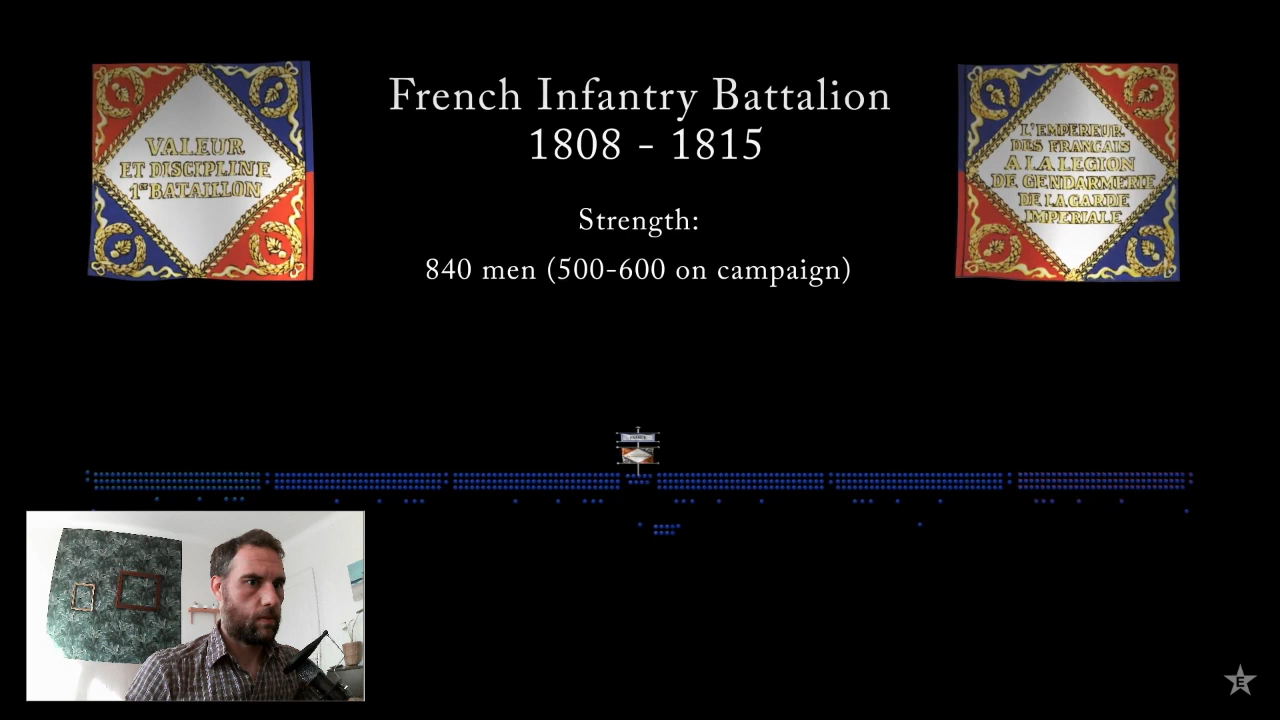 VALEUR
ET DISCIPLINE
1er BATAILLON
French Infantry Battalion
1808 - 1815
Strength:
840 men (500-600 on campaign)
L'EMPEREUR
DES FRANCAIS
A LA LEGION
DE GENDARMERIE
DE LA GARDE
IMPERIALE
E